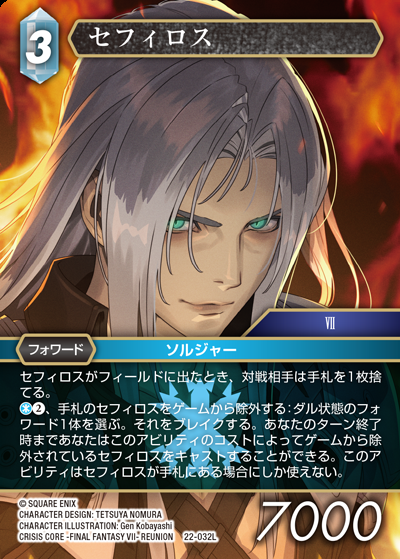 3
セフィロス
VII
フォワード
ソルジャー
セフィロスがフィールドに出たとき、対戦相手は手札を1枚捨
てる。
2、手札のセフィロスをゲームから除外する:ダル状態のフォ
ワード1体を選ぶ。それをブレイクする。あなたのターン終了
時まであなたはこのアビリティのコストによってゲームから除
外されているセフィロスをキャストすることができる。このア
ビリティはセフィロスが手札にある場合にしか使えない。
© SQUARE ENIX
CHARACTER DESIGN: TETSUYA NOMURA
CHARACTER ILLUSTRATION: Gen Kobayashi
CRISIS CORE -FINAL FANTASY VII- REUNION
22-032L
7000